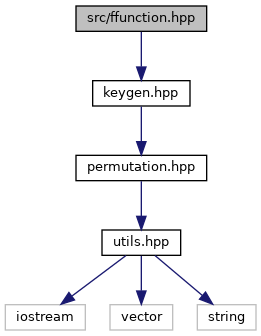 src/ffunction.hpp
keygen.hpp
permutation.hpp
utils.hpp
iostream
vector
string